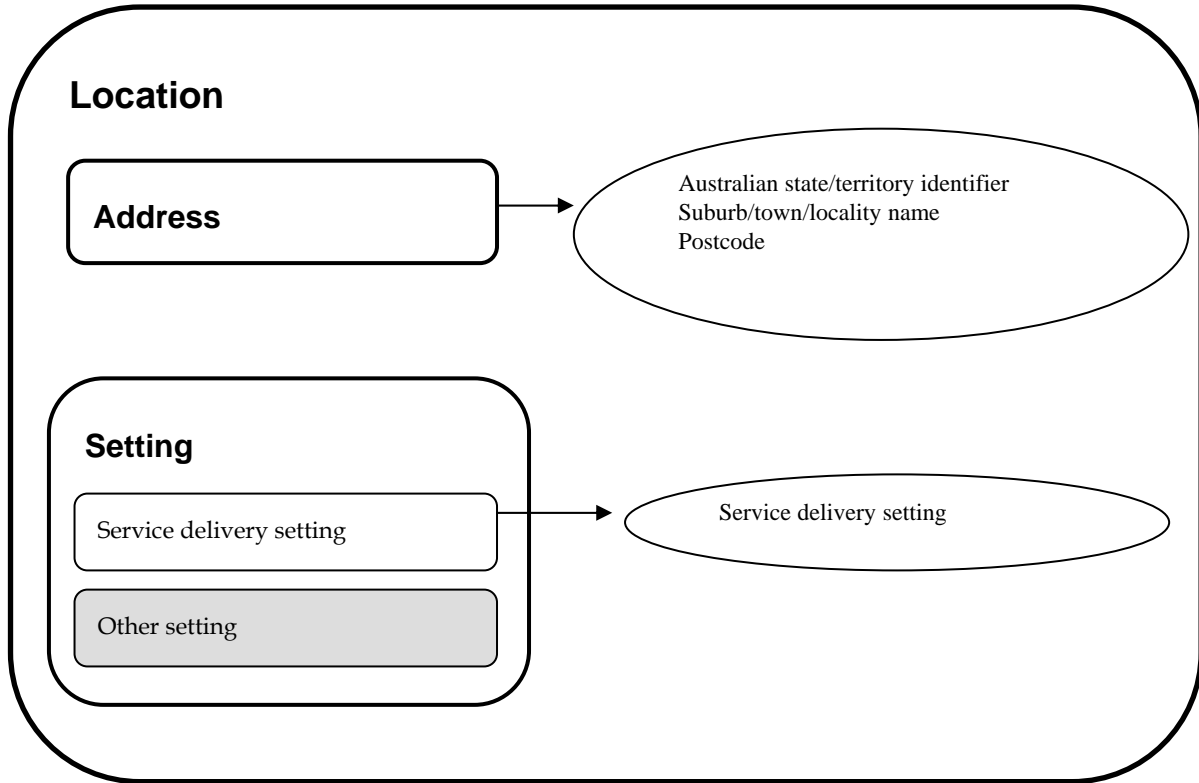 Location
Address
Australian state/territory identifier
Suburb/town/locality name
Postcode
Setting
Service delivery setting
Service delivery setting
Other setting